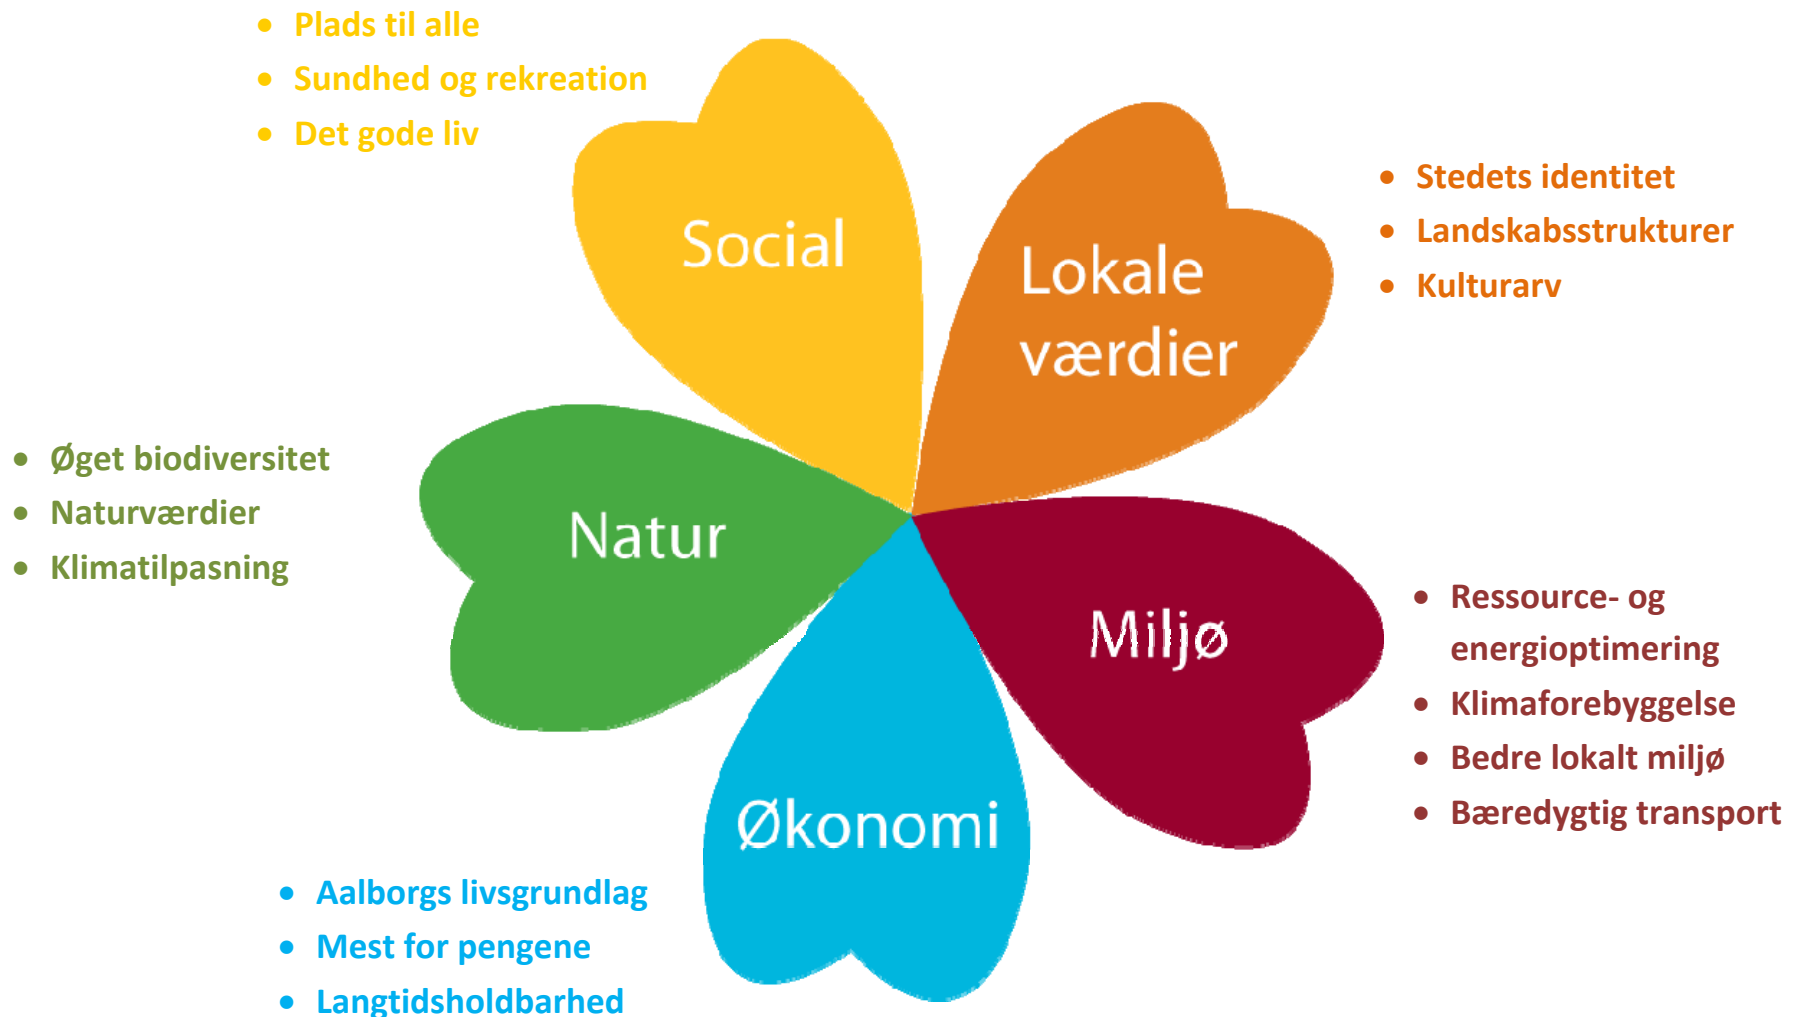 Plads til alle
Sundhed og rekreation
Det gode liv
Social
Lokale
værdier
Stedets identitet
Landskabsstrukturer
Kulturarv
Øget biodiversitet
Naturværdier
Klimatilpasning
Natur
Miljø
Ressource- og
energioptimering
Klimaforebyggelse
Bedre lokalt miljø
Bæredygtig transport
Økonomi
Aalborgs livsgrundlag
Mest for pengene
Langtidsholdbarhed